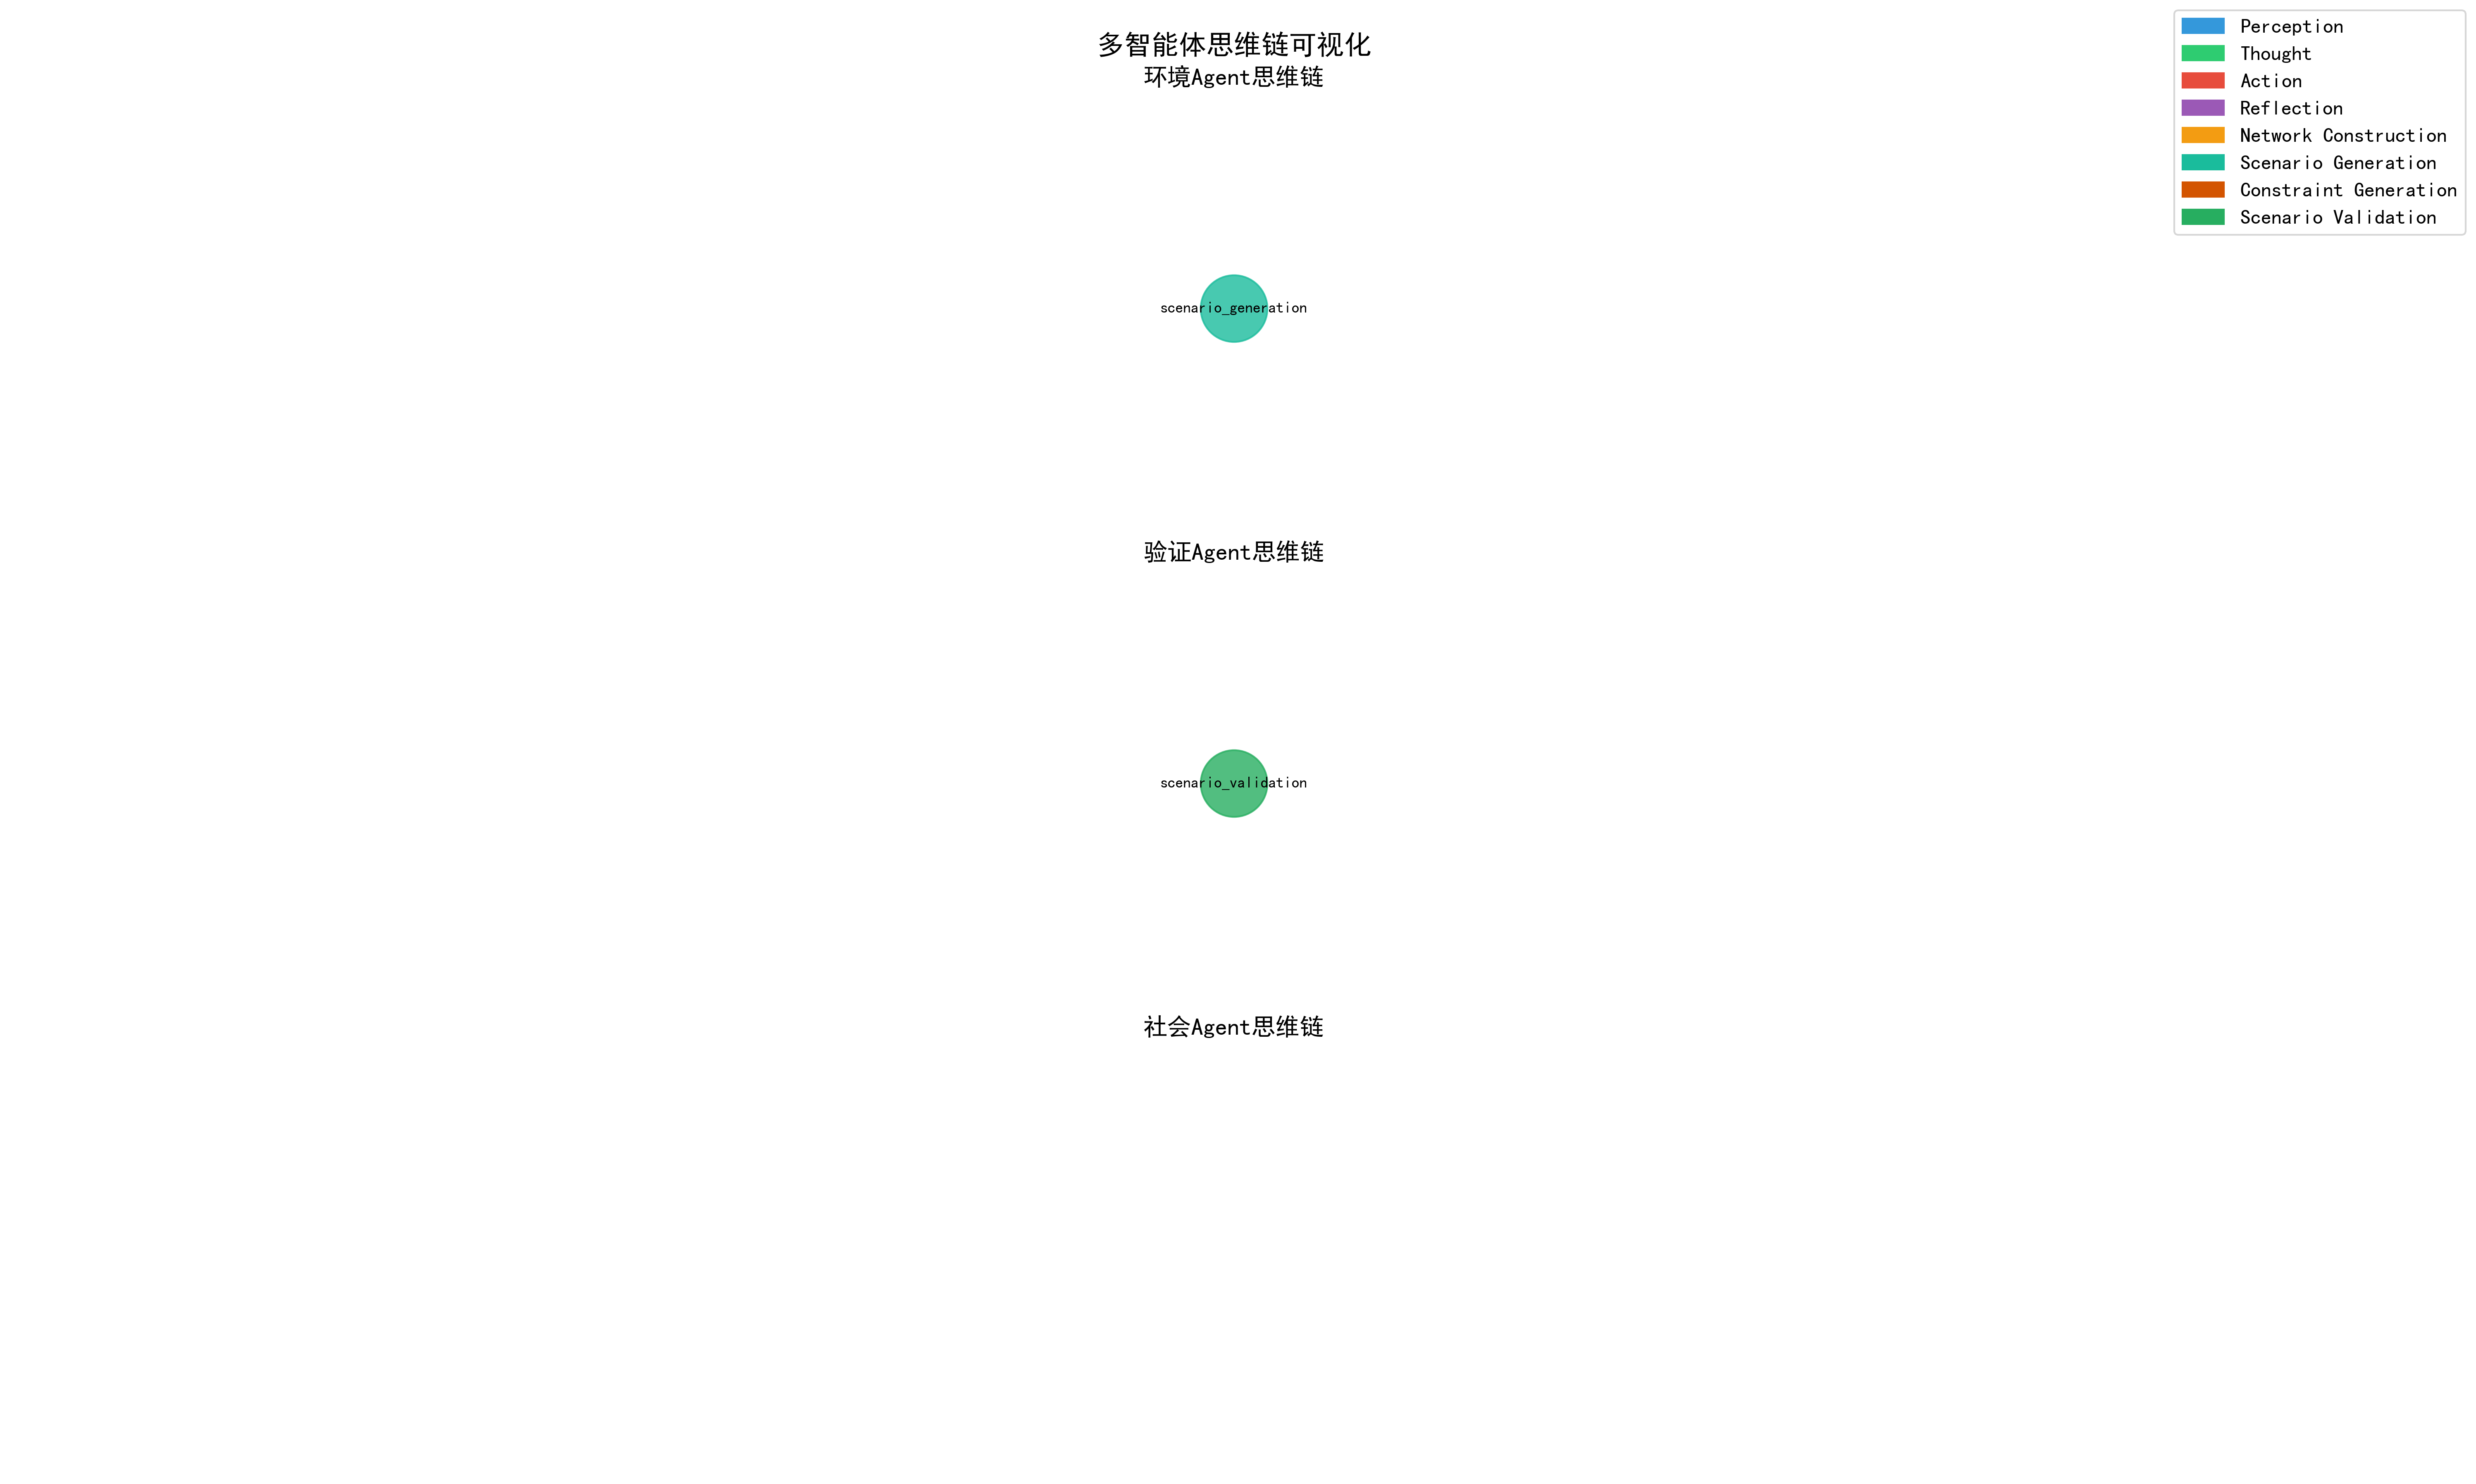 多智能体思维链可视化
环境Agent思维链
Perception
Thought
Action
Reflection
Network Construction
Scenario Generation
Constraint Generation
Scenario Validation
scenario_generation
验证Agent思维链
scenario_validation
社会Agent思维链